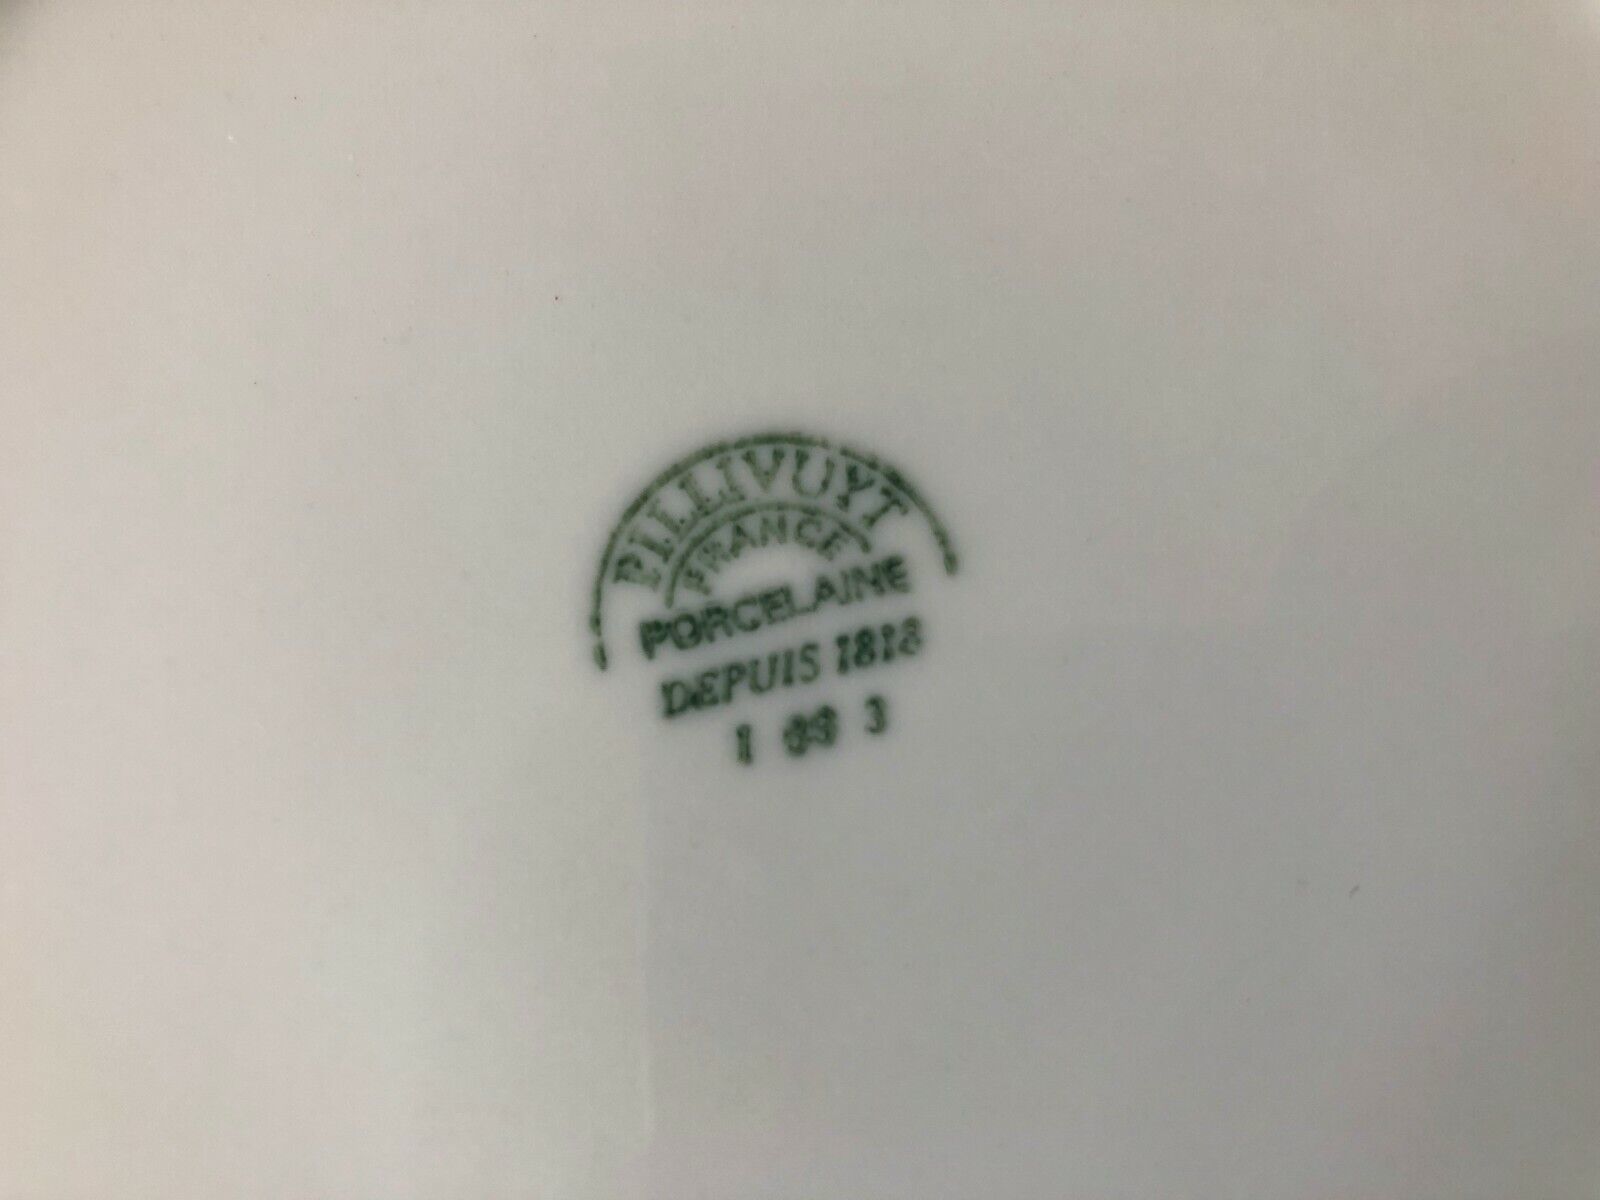 PILLIVUYT
FRANCE
PORCELAINE
DEPUIS 1818
1 3